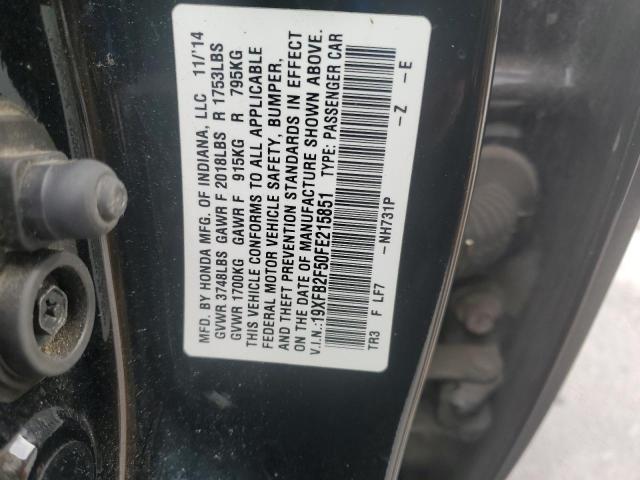 MFD. BY HONDA MFG. OF INDIANA, LLC 11/'14
GVWR 3748LBS GAWR F 2018LBS R 1753LBS
GVWR 1700KG GAWR F 915KG R 795KG
THIS VEHICLE CONFORMS TO ALL APPLICABLE
FEDERAL MOTOR VEHICLE SAFETY, BUMPER,
AND THEFT PREVENTION STANDARDS IN EFFECT
ON THE DATE OF MANUFACTURE SHOWN ABOVE.
V.I.N.:19XFB2F50FE215851 TYPE: PASSENGER CAR
TR3 F LF7 —NH731P —Z —E